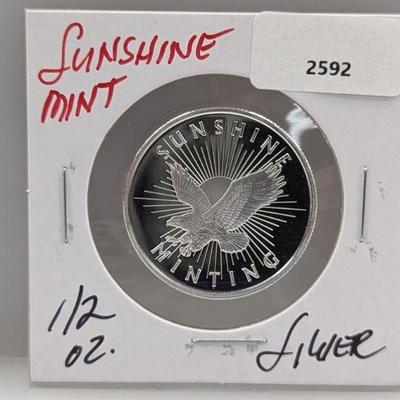 SUNSHINE
MINT
2592
SUNSHINE
MINTING
1/2
OZ.
SILVER